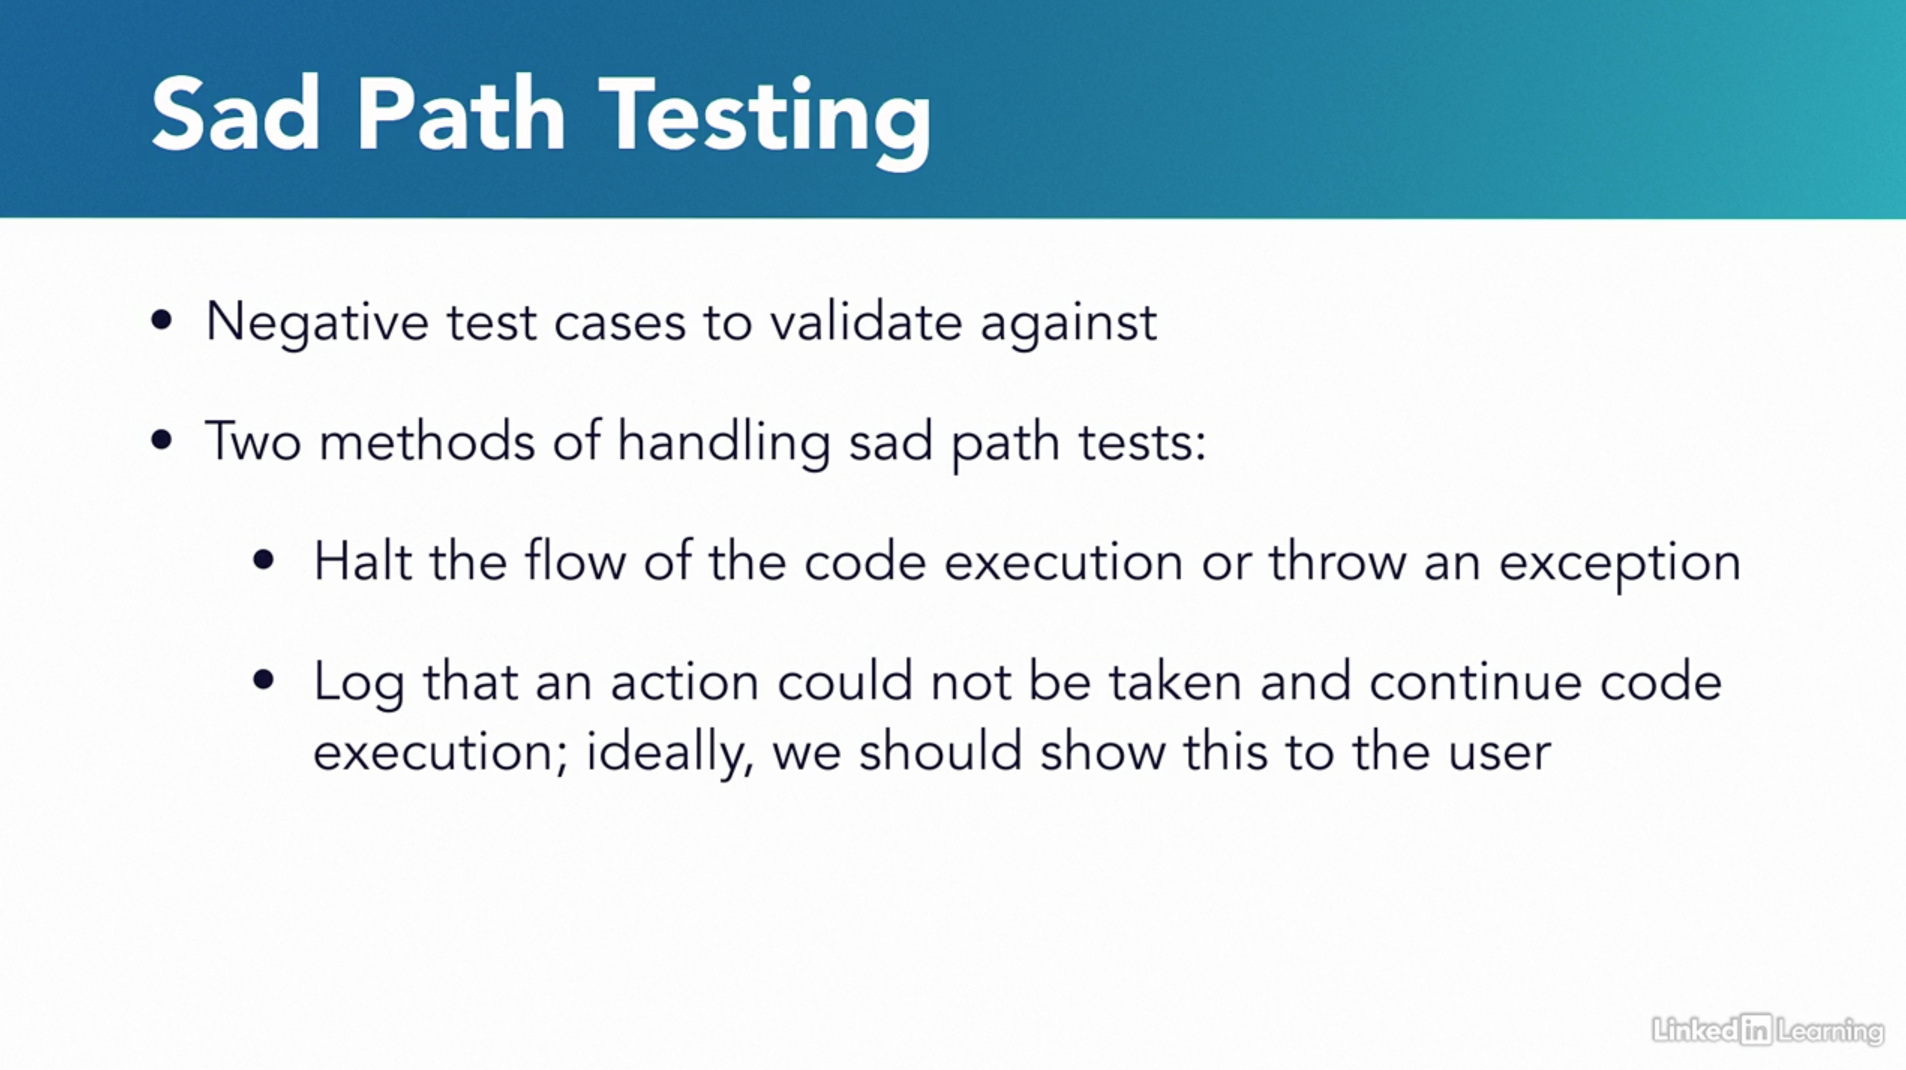 Sad Path Testing
• Negative test cases to validate against
• Two methods of handling sad path tests:
• Halt the flow of the code execution or throw an exception
• Log that an action could not be taken and continue code
execution; ideally, we should show this to the user
Linked in Learning